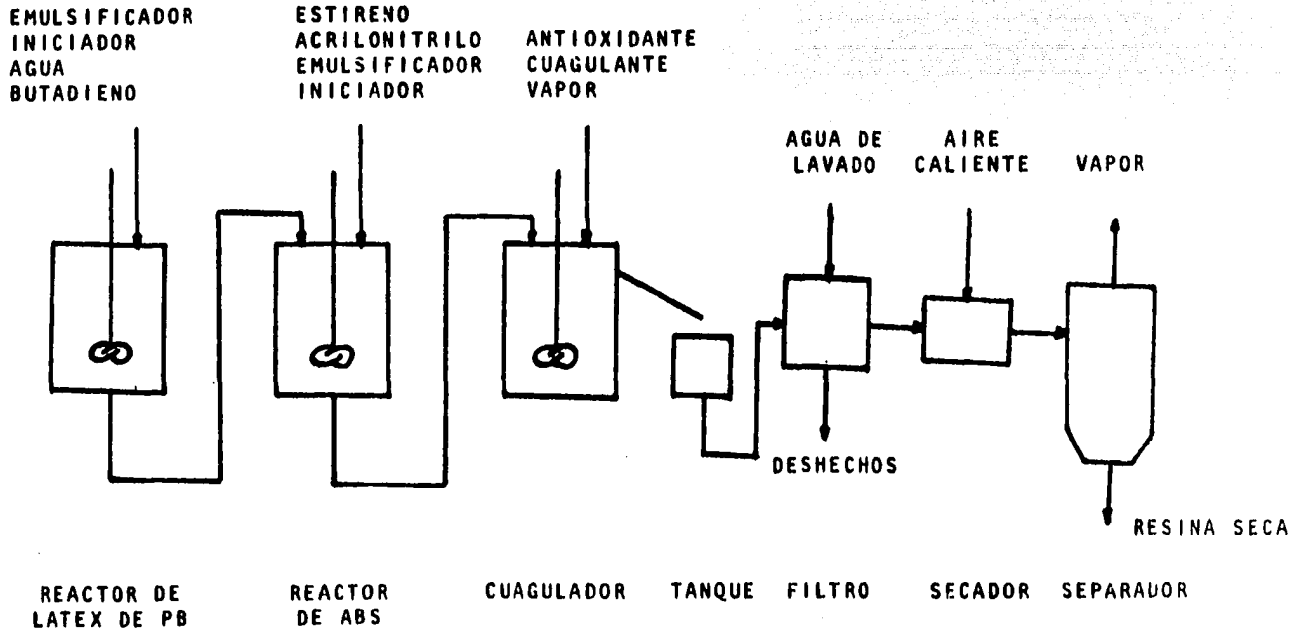 EMULSIFICADOR
INICIADOR
AGUA
BUTADIENO
ESTIRENO
ACRILONITRILO
EMULSIFICADOR
INICIADOR
ANTIOXIDANTE
CUAGULANTE
VAPOR
AGUA DE
LAVADO
AIRE
CALIENTE
VAPOR
DESHECHOS
RESINA SECA
REACTOR DE
LATEX DE PB
REACTOR
DE ABS
CUAGULADOR
TANQUE
FILTRO
SECADOR
SEPARADOR